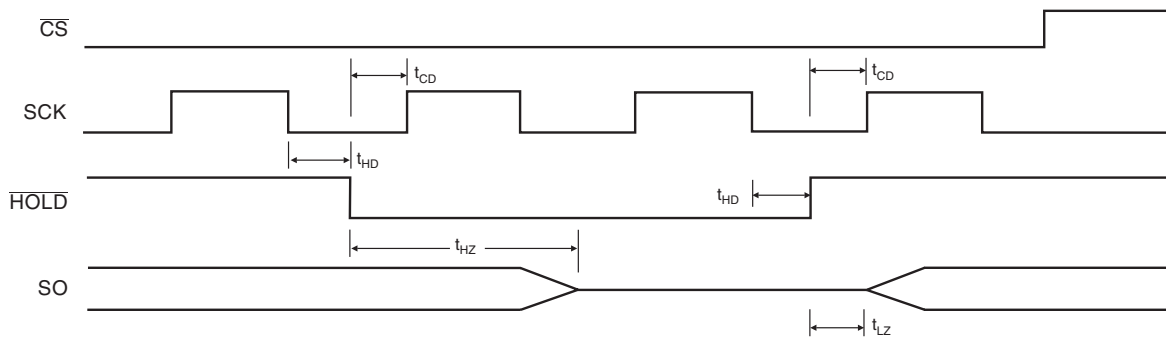 CS
t_CD
t_CD
SCK
t_HD
HOLD
t_HD
t_HZ
SO
t_LZ